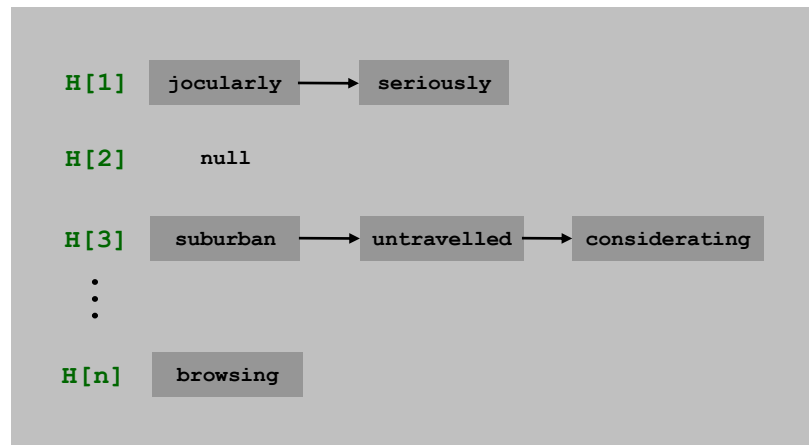 H[1] jocularly seriously
H[2] null
H[3] suburban untravelled considerating
H[n] browsing